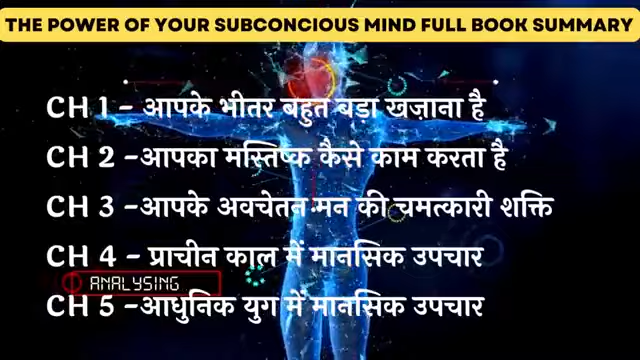 THE POWER OF YOUR SUBCONCIOUS MIND FULL BOOK SUMMARY
CH 1 - आपके भीतर बहुत बड़ा खज़ाना है
CH 2 -आपका मस्तिष्क कैसे काम करता है
CH 3 -आपके अवचेतन मन की चमत्कारी शक्ति
CH 4 - प्राचीन काल में मानसिक उपचार
ANALYSING
CH 5 -आधुनिक युग में मानसिक उपचार